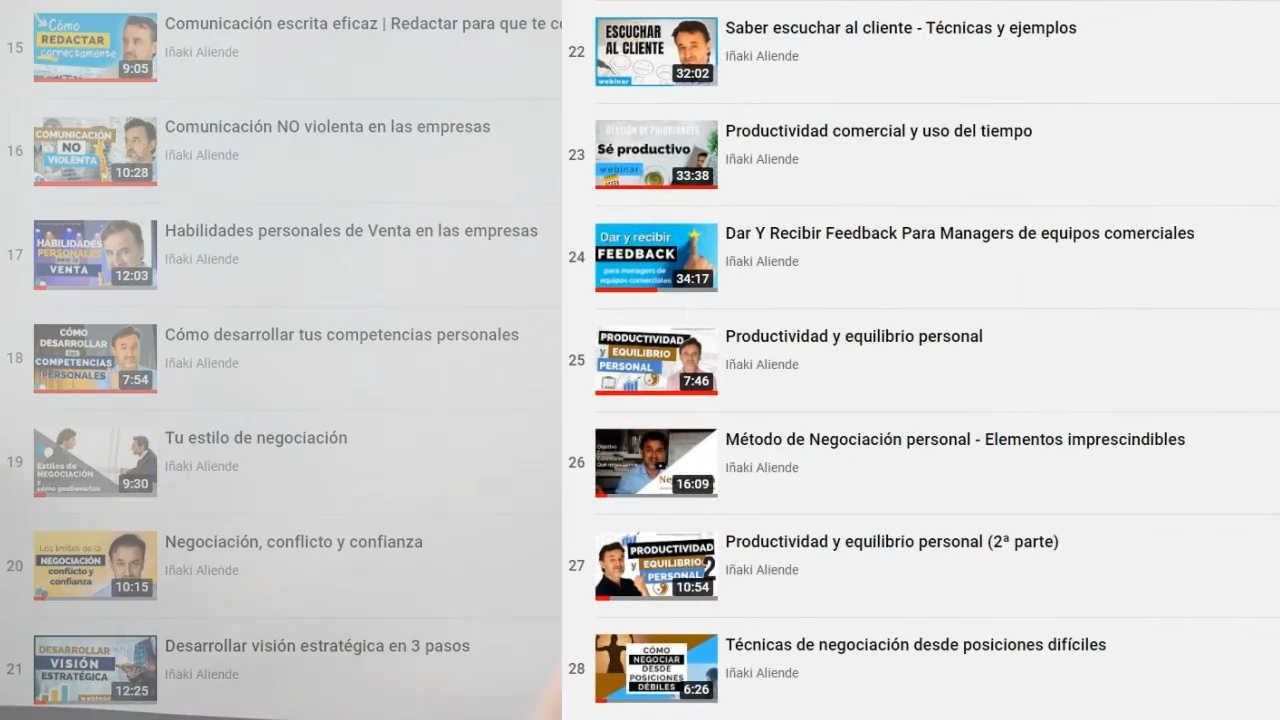 15
Cómo
REDACTAR
correctamente
9:05
Comunicación escrita eficaz | Redactar para que te co
Iñaki Aliende
16
COMUNICACIÓN
NO
VIOLENTA
10:28
Comunicación NO violenta en las empresas
Iñaki Aliende
17
HABILIDADES
PERSONALES
VENTA
12:03
Habilidades personales de Venta en las empresas
Iñaki Aliende
18
CÓMO
DESARROLLAR
TUS
COMPETENCIAS
PERSONALES
7:54
Cómo desarrollar tus competencias personales
Iñaki Aliende
19
Estilos de
NEGOCIACIÓN
y
cómo gestionarlos
9:30
Tu estilo de negociación
Iñaki Aliende
20
Los límites de la
NEGOCIACIÓN
conflicto y
confianza
10:15
Negociación, conflicto y confianza
Iñaki Aliende
21
DESARROLLAR
VISIÓN
ESTRATÉGICA
webinar
12:25
Desarrollar visión estratégica en 3 pasos
Iñaki Aliende
22
ESCUCHAR
AL CLIENTE
webinar
32:02
Saber escuchar al cliente - Técnicas y ejemplos
Iñaki Aliende
23
GESTIÓN DE PRIORIDADES
Sé productivo
webinar
33:38
Productividad comercial y uso del tiempo
Iñaki Aliende
24
Dar y recibir
FEEDBACK
para managers de
equipos comerciales
34:17
Dar Y Recibir Feedback Para Managers de equipos comerciales
Iñaki Aliende
25
PRODUCTIVIDAD
y EQUILIBRIO
PERSONAL
7:46
Productividad y equilibrio personal
Iñaki Aliende
26
16:09
Método de Negociación personal - Elementos imprescindibles
Iñaki Aliende
27
PRODUCTIVIDAD
y EQUILIBRIO
PERSONAL 2
10:54
Productividad y equilibrio personal (2ª parte)
Iñaki Aliende
28
CÓMO
NEGOCIAR
DESDE
POSICIONES
DÉBILES
6:26
Técnicas de negociación desde posiciones difíciles
Iñaki Aliende